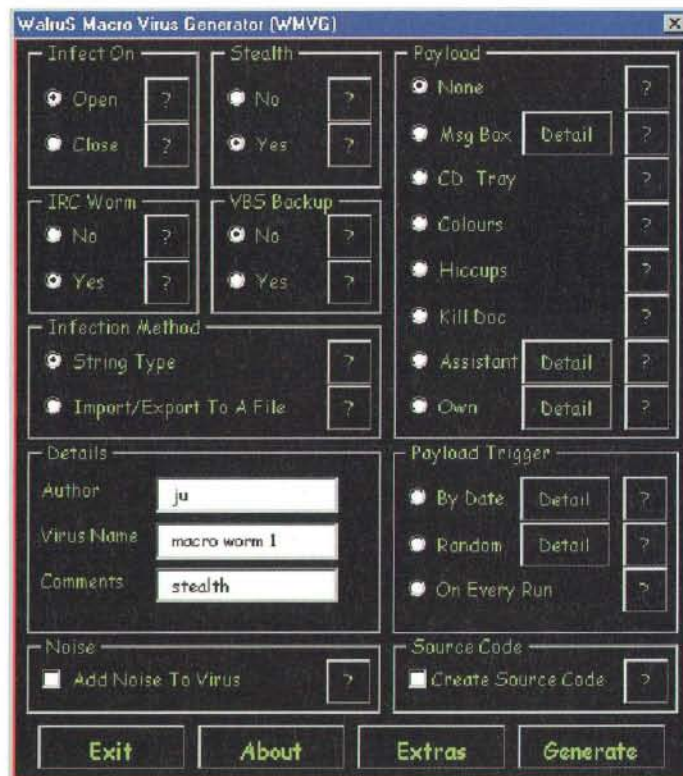 WalruS Macro Virus Generator (WMVG)
Infect On
Open ?
Close ?
Stealth
No ?
Yes ?
IRC Worm
No ?
Yes ?
VBS Backup
No ?
Yes ?
Infection Method
String Type ?
Import/Export To A File ?
Details
Author ju
Virus Name macro worm 1
Comments stealth
Noise
Add Noise To Virus ?
Payload
None ?
Msg Box Detail ?
CD Tray ?
Colours ?
Hiccups ?
Kill Doc ?
Assistant Detail ?
Own Detail ?
Payload Trigger
By Date Detail ?
Random Detail ?
On Every Run ?
Source Code
Create Source Code ?
Exit About Extras Generate